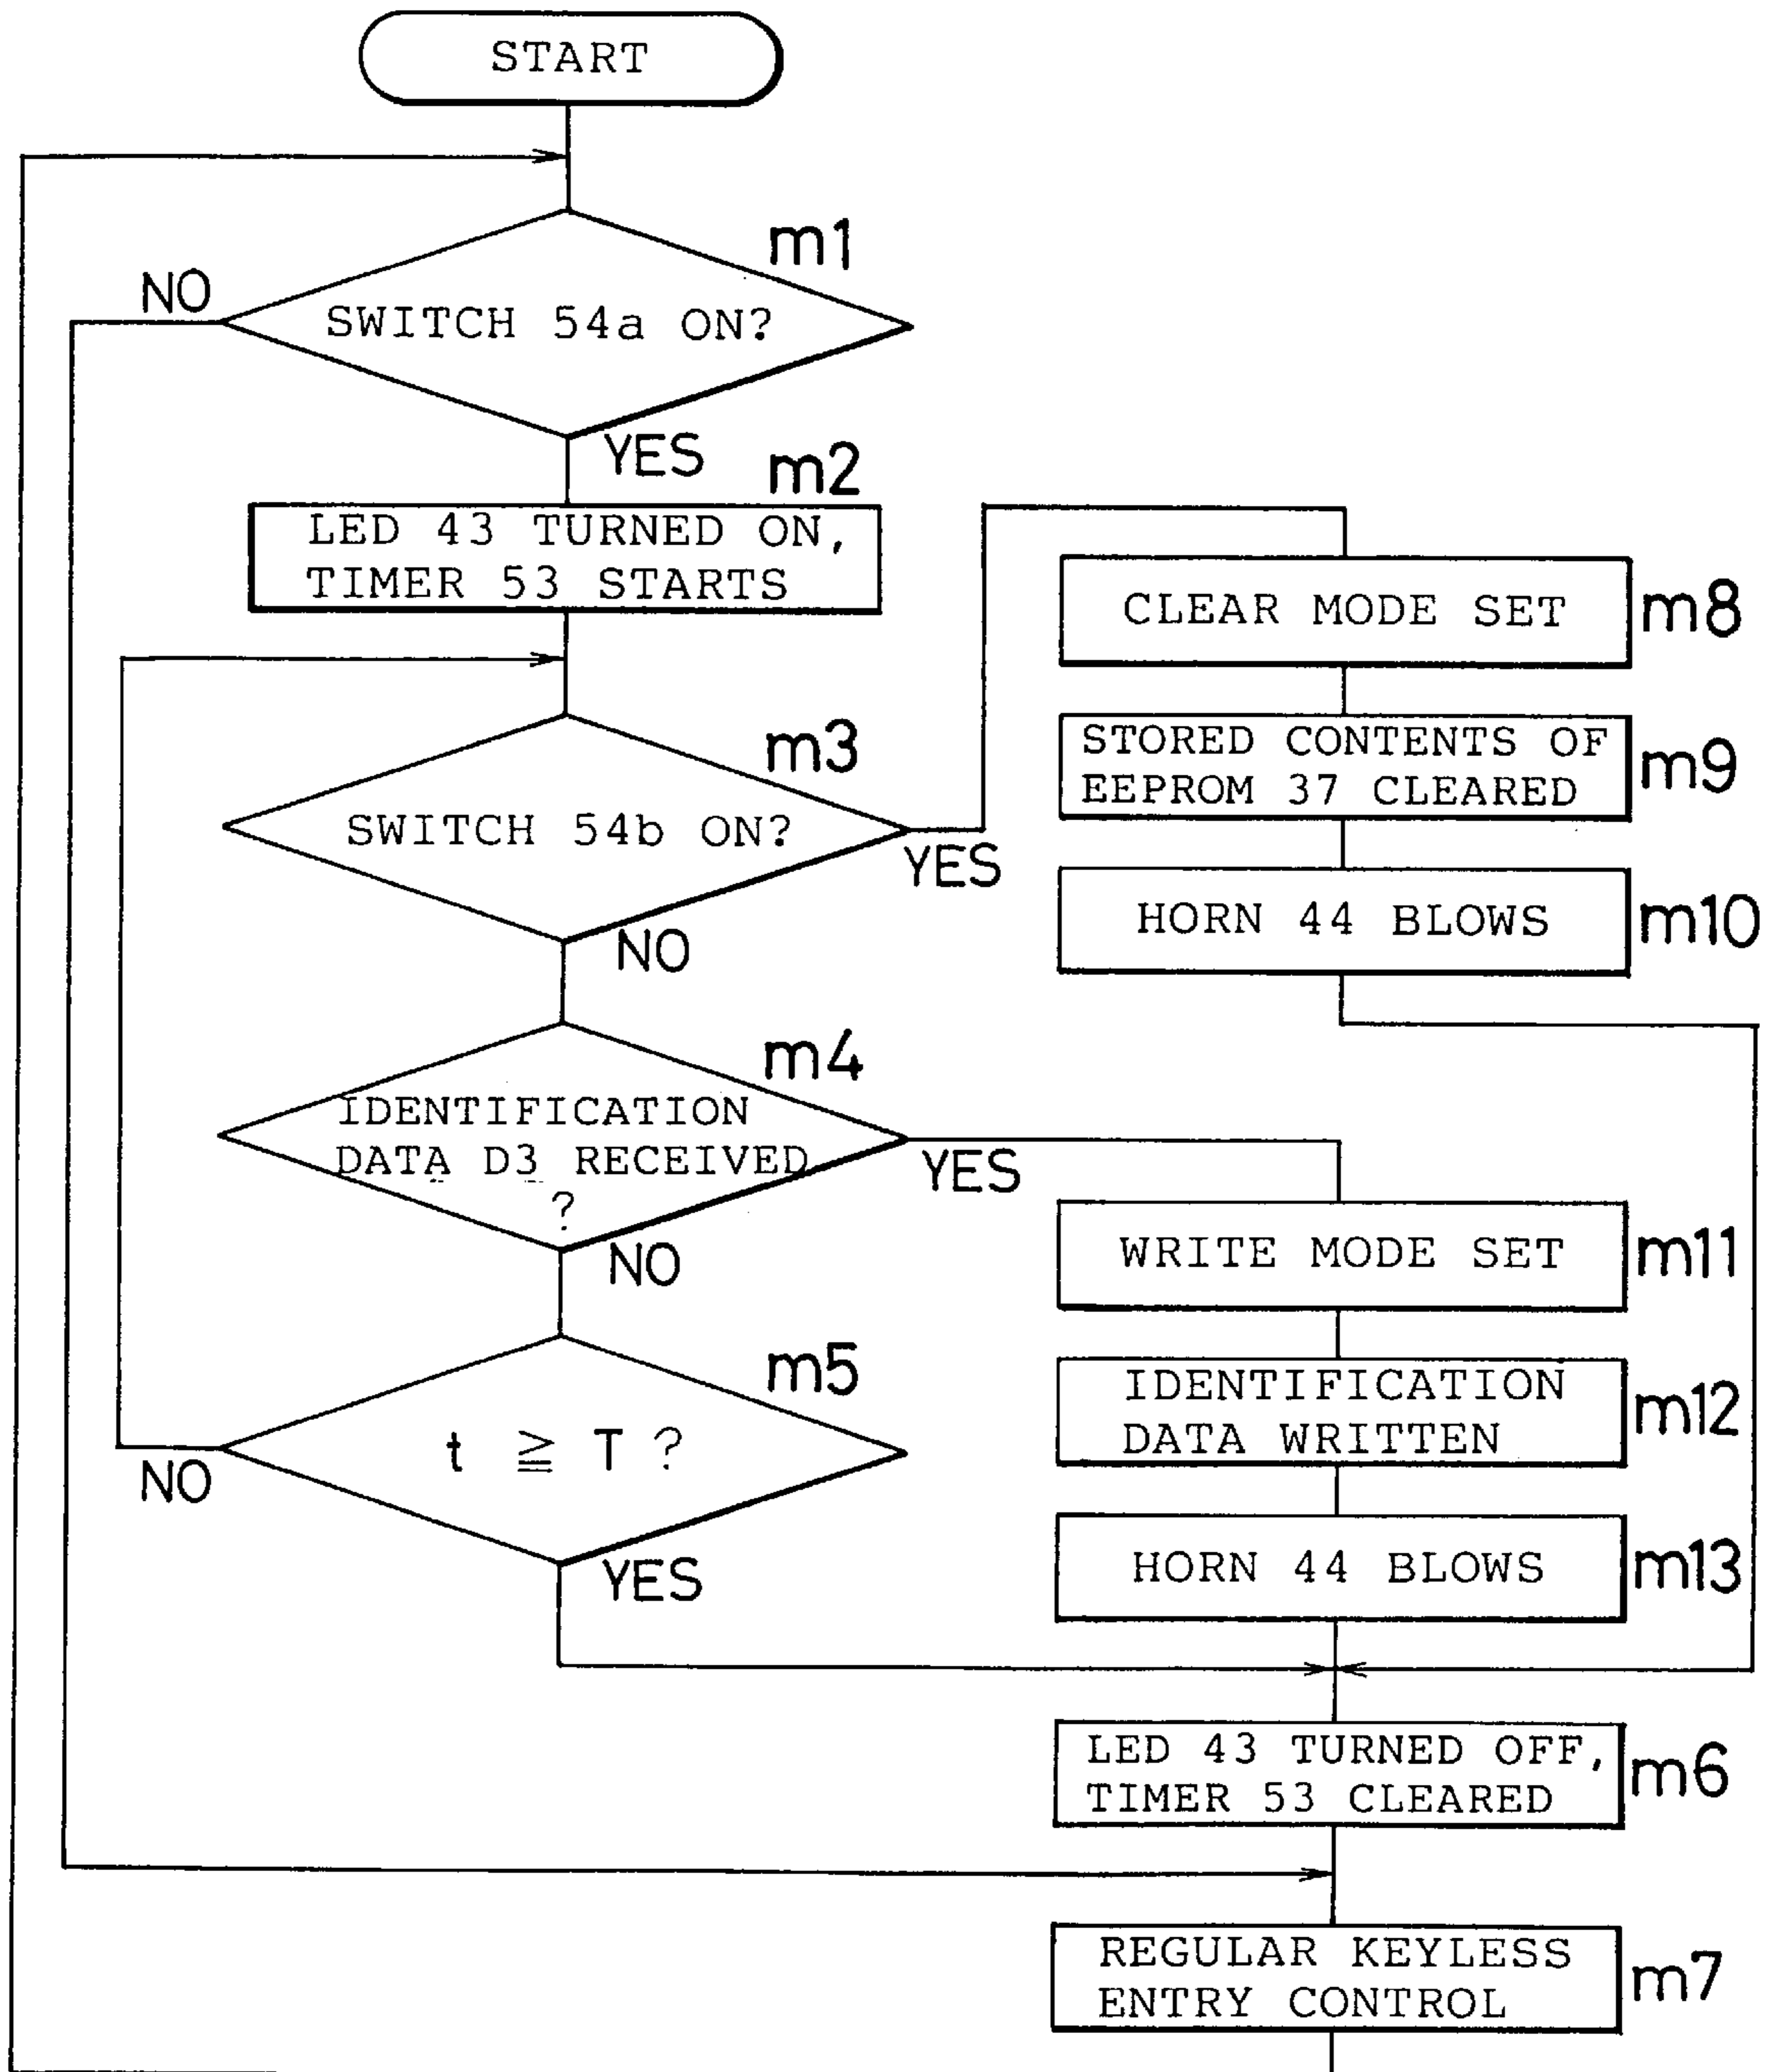 START
m1
NO
SWITCH 54a ON?
YES
m2
LED 43 TURNED ON,
TIMER 53 STARTS
m3
SWITCH 54b ON?
YES
NO
m4
IDENTIFICATION
DATA D3 RECEIVED
?
YES
NO
m5
t ≧ T ?
NO
YES
CLEAR MODE SET
m8
STORED CONTENTS OF
EEPROM 37 CLEARED
m9
HORN 44 BLOWS
m10
WRITE MODE SET
m11
IDENTIFICATION
DATA WRITTEN
m12
HORN 44 BLOWS
m13
LED 43 TURNED OFF,
TIMER 53 CLEARED
m6
REGULAR KEYLESS
ENTRY CONTROL
m7